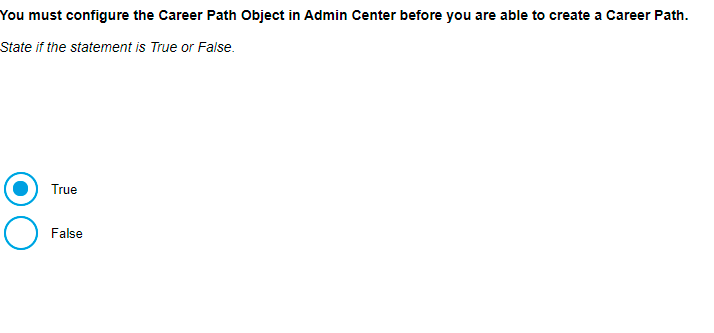 You must configure the Career Path Object in Admin Center before you are able to create a Career Path.
State if the statement is True or False.
True
False